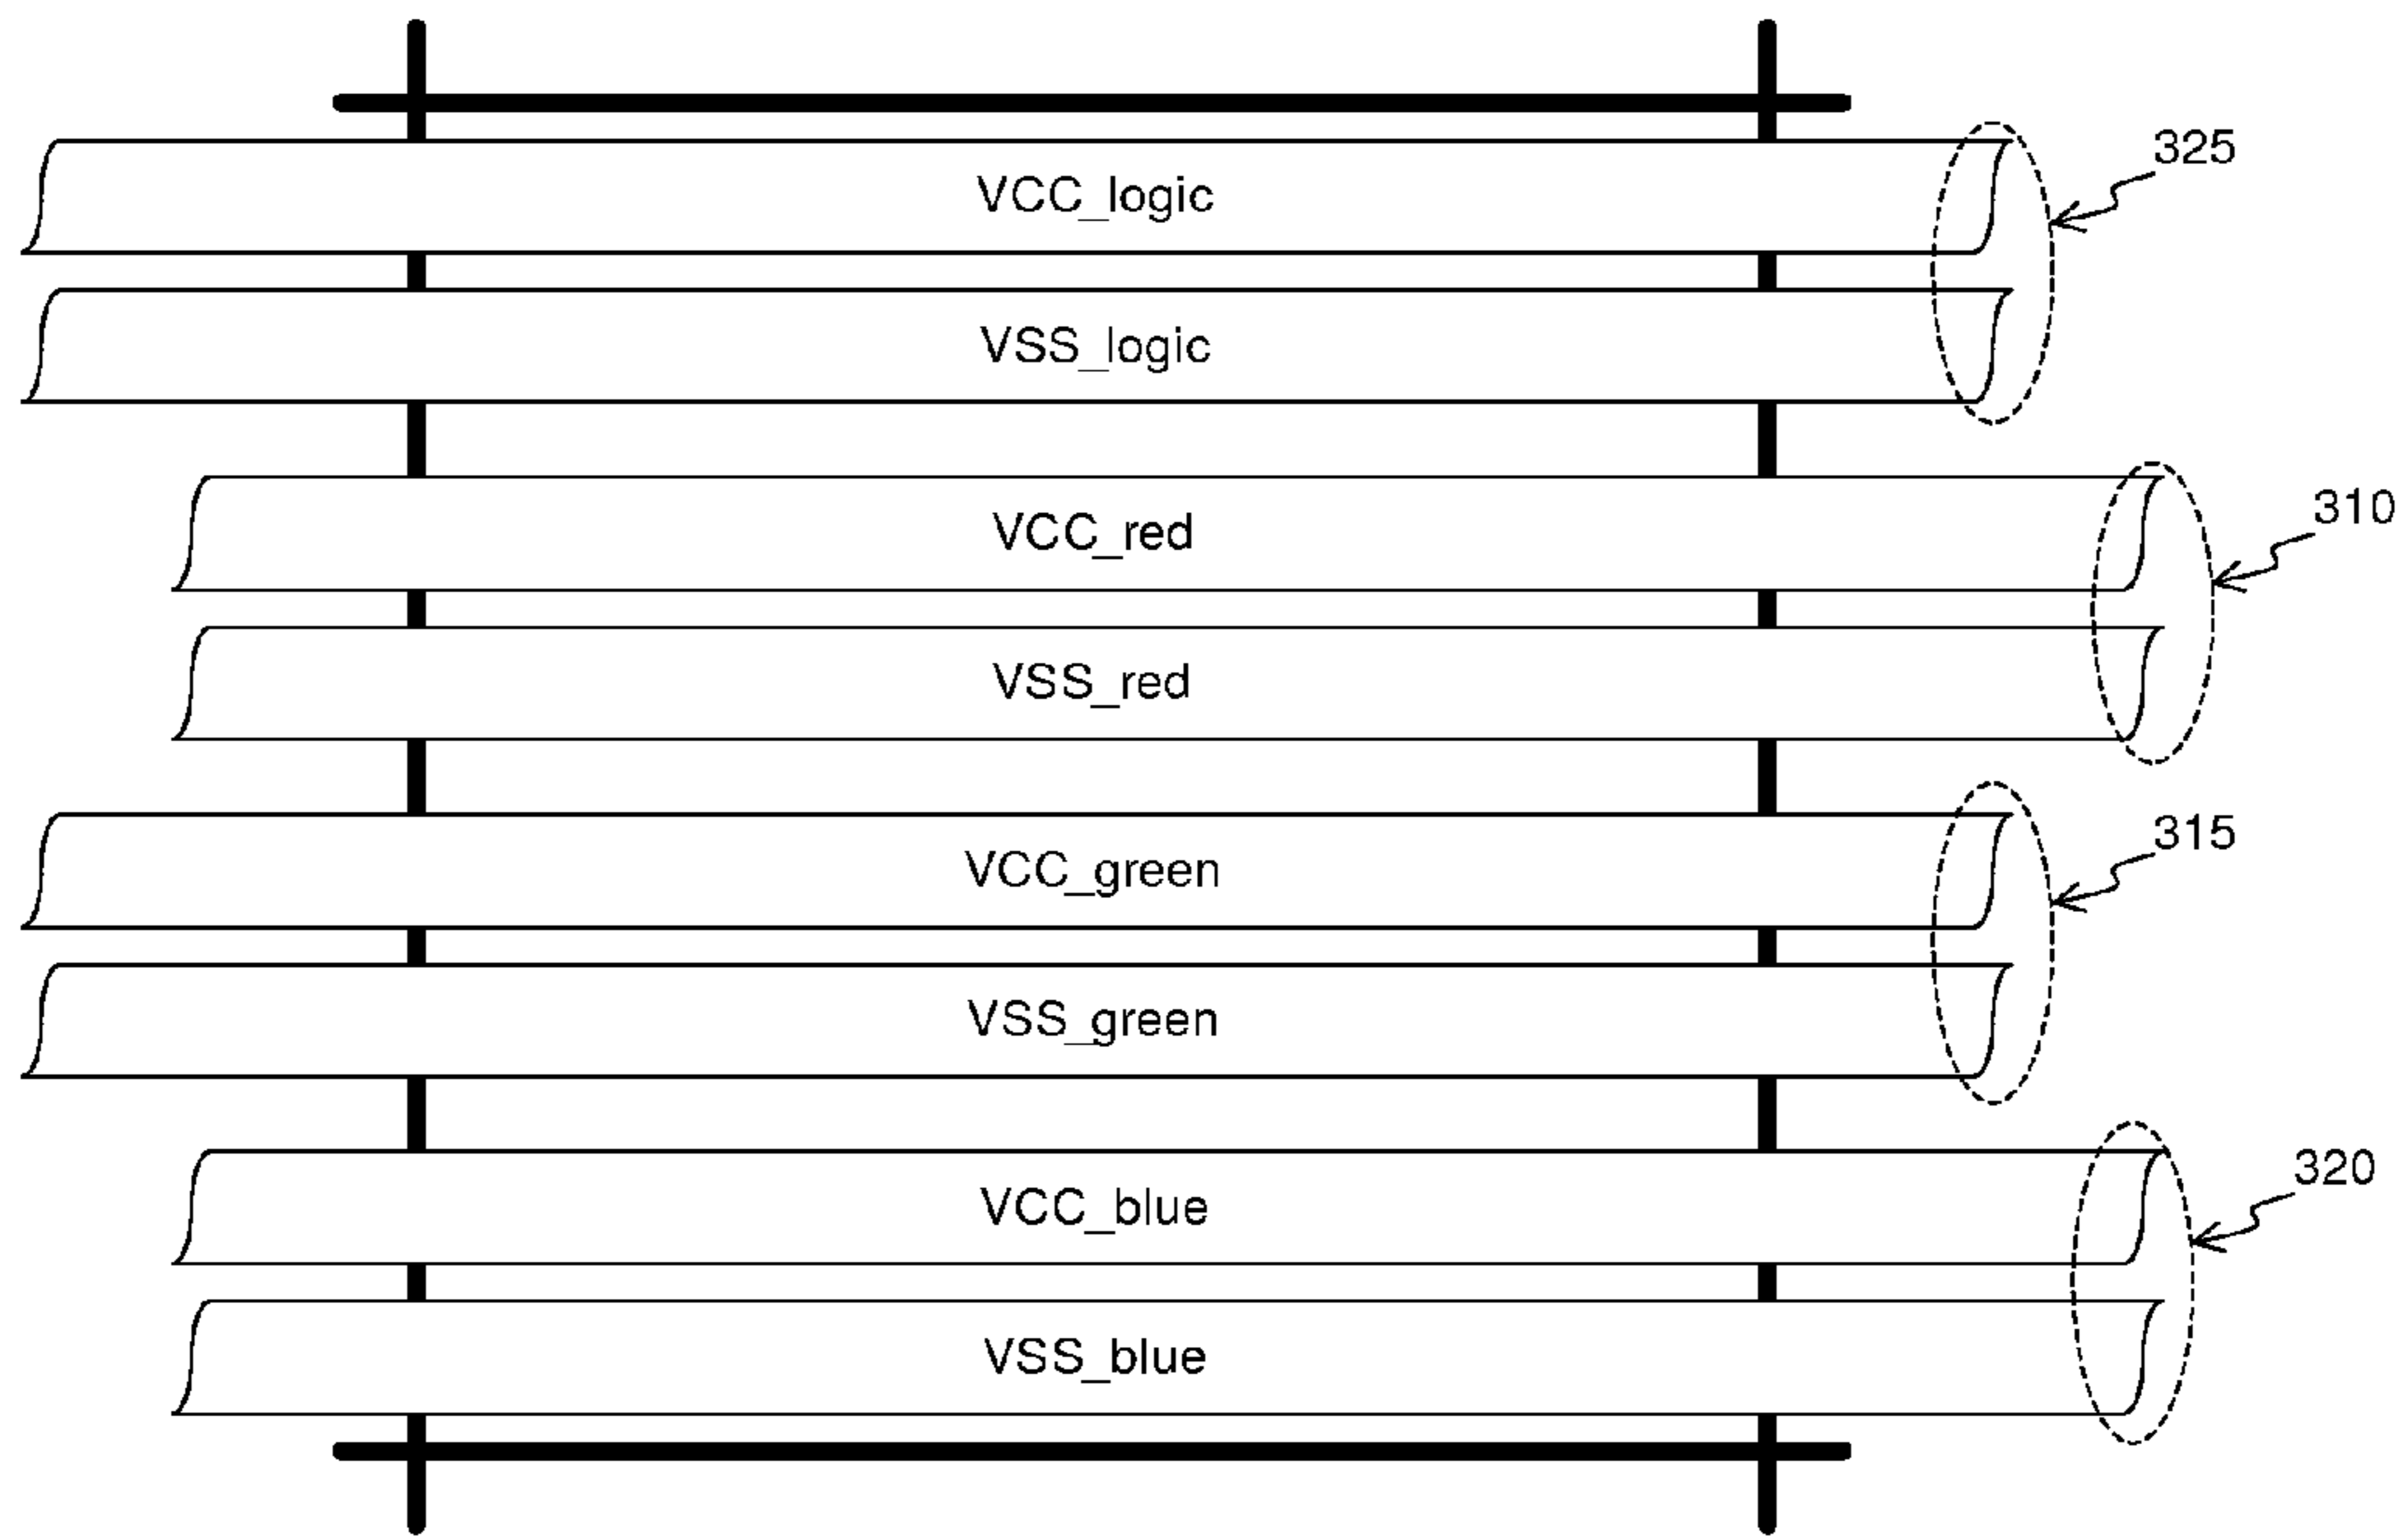 VCC_logic
325
VSS_logic
VCC_red
310
VSS_red
VCC_green
315
VSS_green
VCC_blue
320
VSS_blue